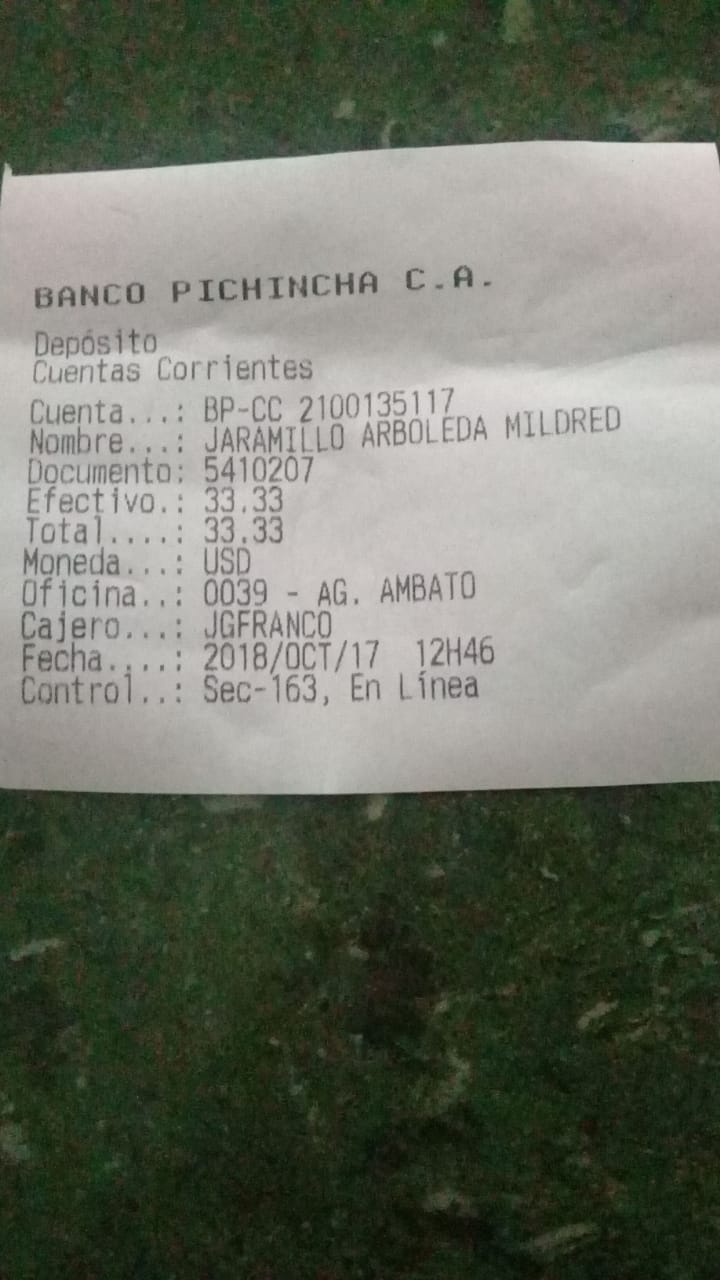 BANCO PICHINCHA C.A.
Depósito
Cuentas Corrientes
Cuenta...: BP-CC 2100135117
Nombre...: JARAMILLO ARBOLEDA MILDRED
Documento: 5410207
Efectivo.: 33.33
Total....: 33.33
Moneda...: USD
Oficina..: 0039 - AG. AMBATO
Cajero...: JGFRANCO
Fecha....: 2018/OCT/17 12H46
Control..: Sec-163, En Línea